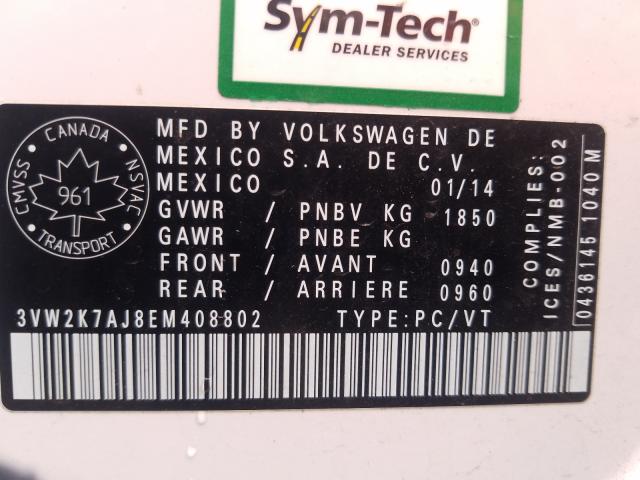 Sym-Tech®
DEALER SERVICES
CMVSS CANADA NSVAC
961
TRANSPORT
MFD BY VOLKSWAGEN DE
MEXICO S.A. DE C.V.
MEXICO 01/14
GVWR / PNBV KG 1850
GAWR / PNBE KG
FRONT / AVANT 0940
REAR / ARRIERE 0960
3VW2K7AJ8EM408802 TYPE:PC/VT
COMPLIES:
ICES/NMB-002
0436145 1040 M